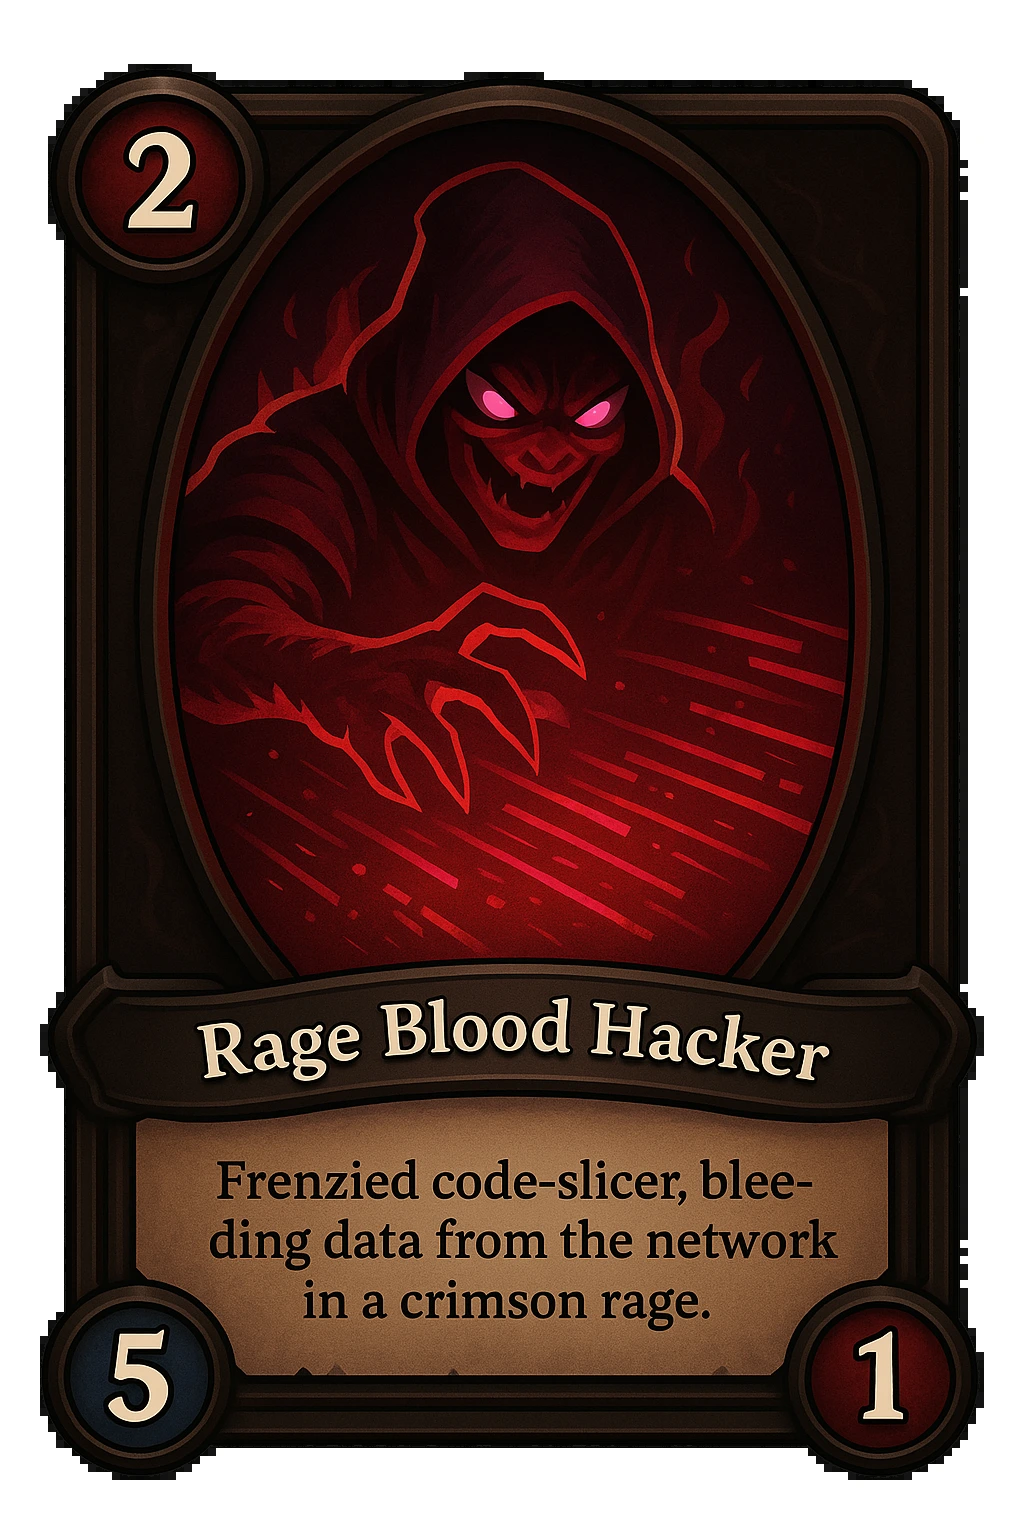 2
Rage Blood Hacker
Frenzied code-slicer, blee-
ding data from the network
in a crimson rage.
5
1